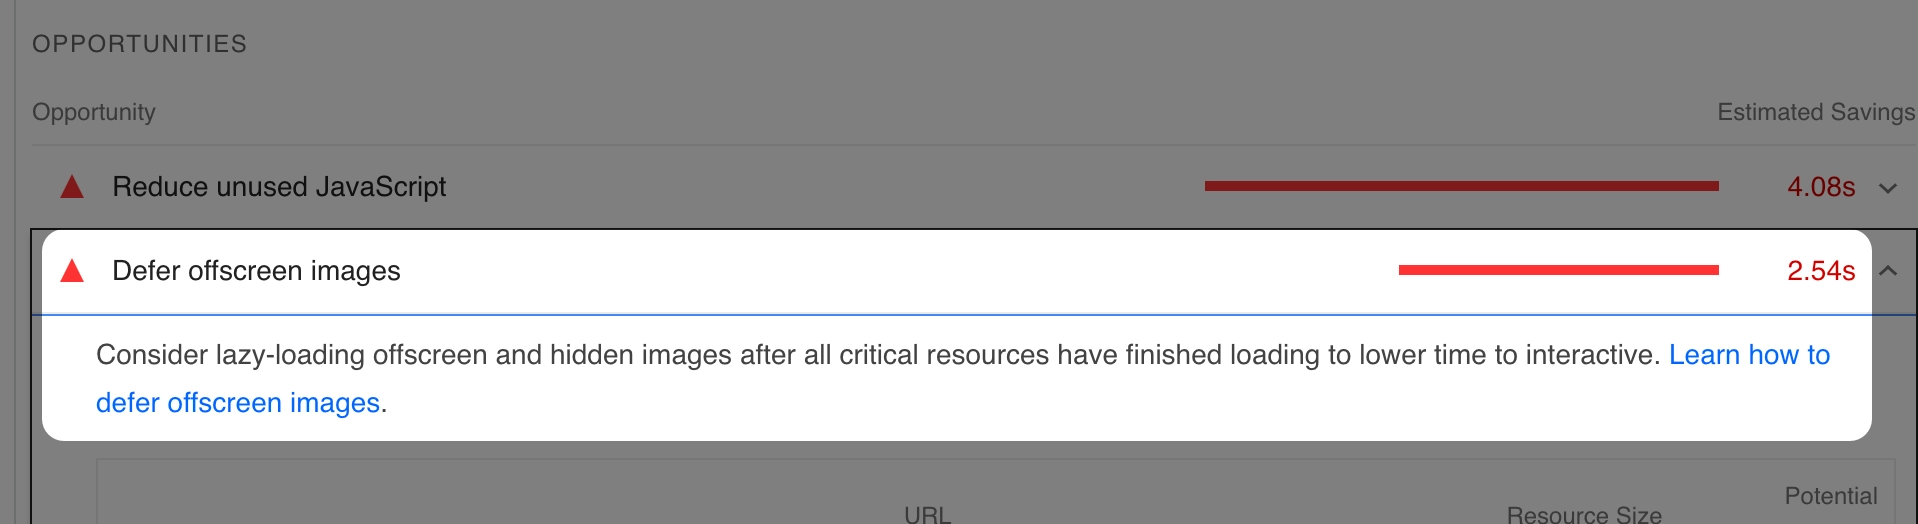 OPPORTUNITIES
Opportunity Estimated Savings
Reduce unused JavaScript 4.08s
Defer offscreen images 2.54s
Consider lazy-loading offscreen and hidden images after all critical resources have finished loading to lower time to interactive. Learn how to
defer offscreen images.
Potential
URL Resource Size